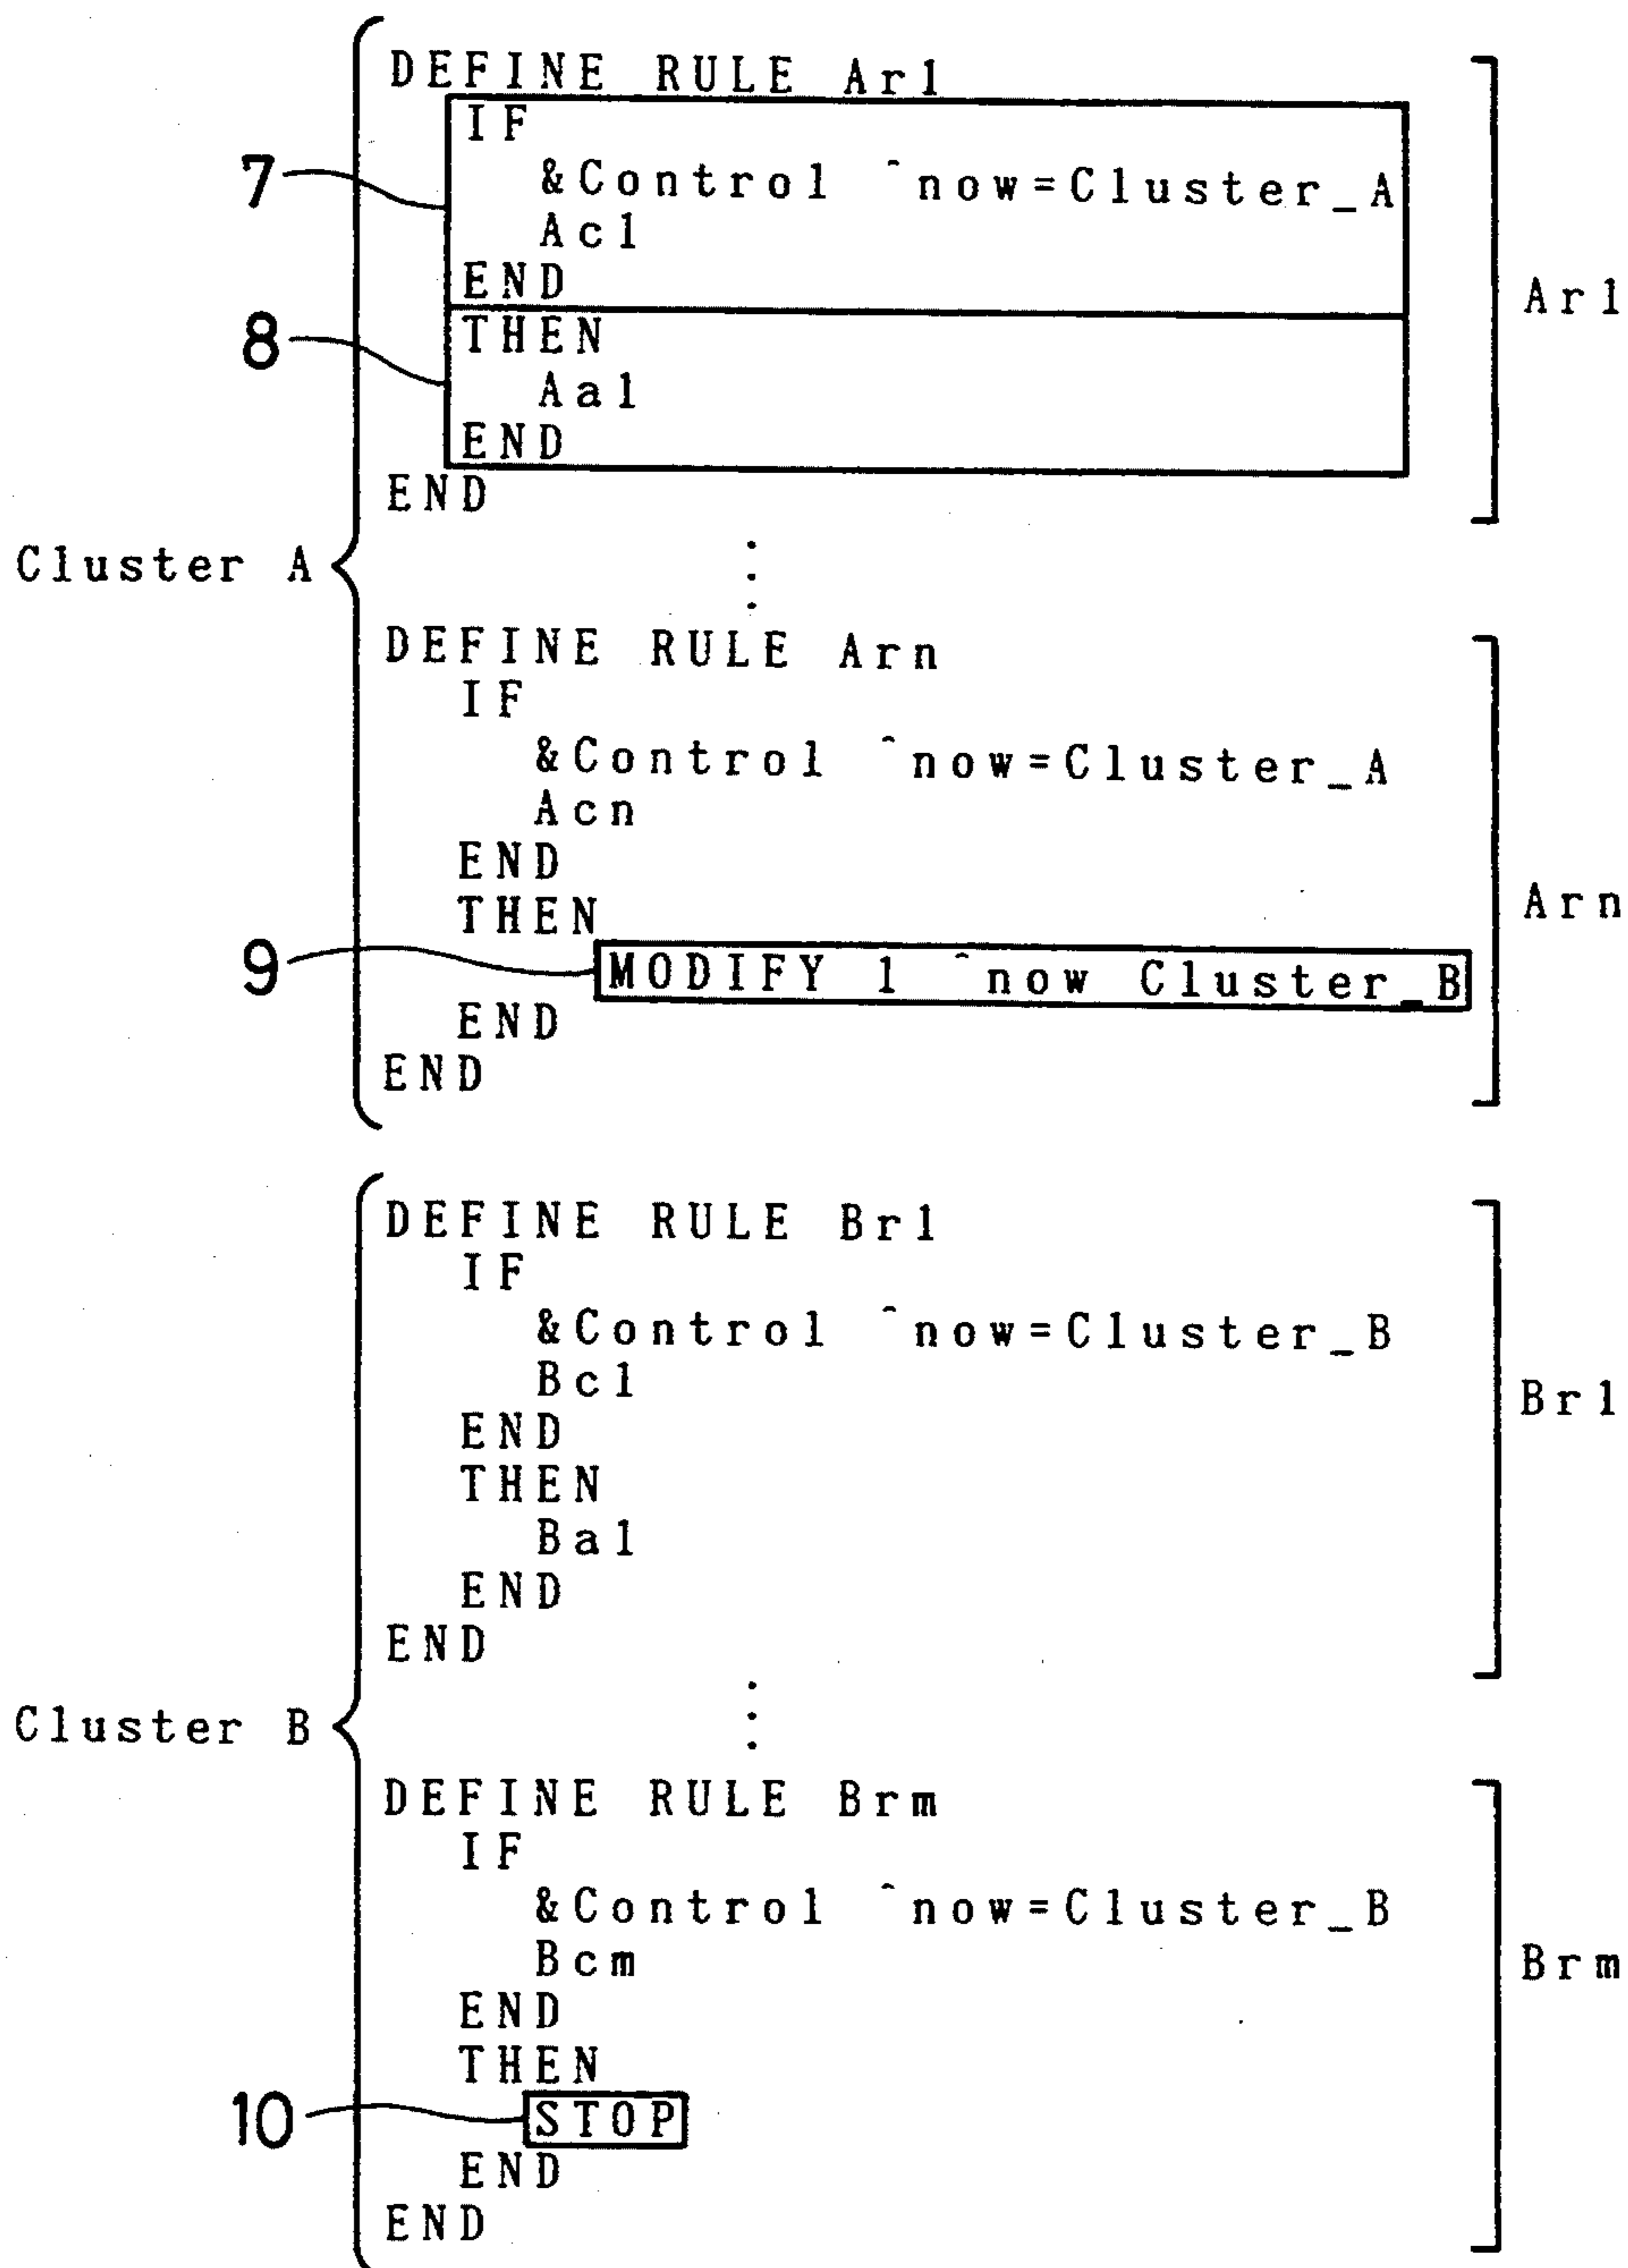 DEFINE RULE Ar1
IF
7
&Control ^now=Cluster_A
Ac1
END
Ar1
8
THEN
Aa1
END
END
Cluster A
⋮
DEFINE RULE Arn
IF
&Control ^now=Cluster_A
Acn
END
THEN
Arn
9
MODIFY 1 ^now Cluster_B
END
END
DEFINE RULE Br1
IF
&Control ^now=Cluster_B
Bc1
Br1
END
THEN
Ba1
END
END
Cluster B
⋮
DEFINE RULE Brm
IF
&Control ^now=Cluster_B
Bcm
Brm
END
THEN
10
STOP
END
END